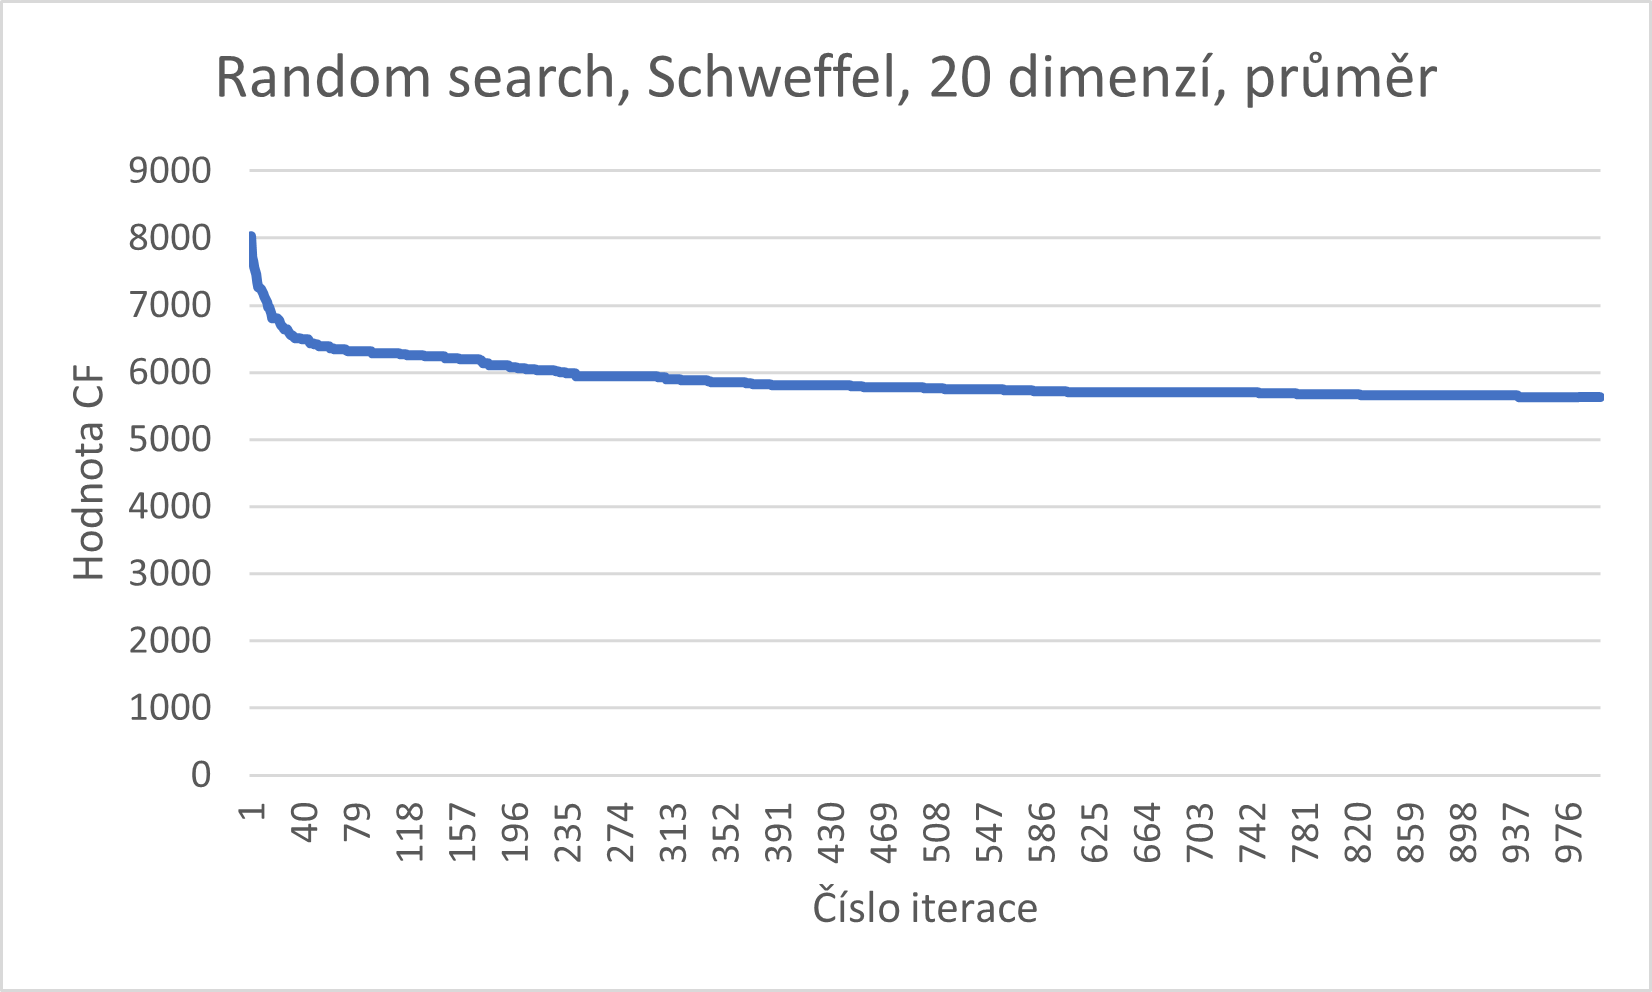 Random search, Schweffel, 20 dimenzí, průměr
9000
8000
7000
6000
5000
4000
3000
2000
1000
0
Hodnota CF
1 40 79 118 157 196 235 274 313 352 391 430 469 508 547 586 625 664 703 742 781 820 859 898 937 976
Číslo iterace